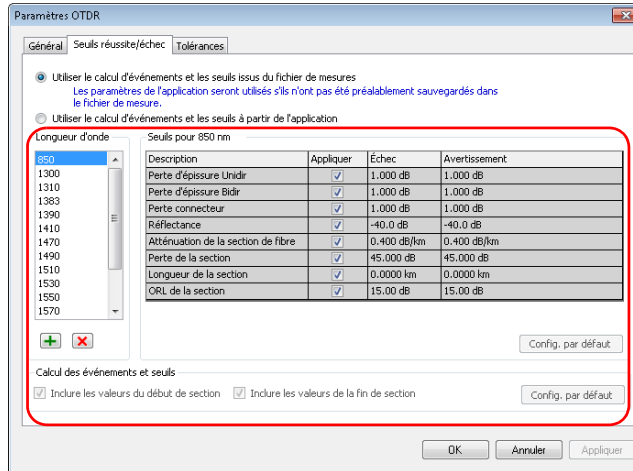 Paramètres OTDR
Général Seuils réussite/échec Tolérances
Utiliser le calcul d'événements et les seuils issus du fichier de mesures
Les paramètres de l'application seront utilisés s'ils n'ont pas été préalablement sauvegardés dans
le fichier de mesure.
Utiliser le calcul d'événements et les seuils à partir de l'application
Longueur d'onde
850
1300
1310
1383
1390
1410
1470
1490
1510
1530
1550
1570
Seuils pour 850 nm
Description Appliquer Échec Avertissement
Perte d'épissure Unidir 1.000 dB 1.000 dB
Perte d'épissure Bidir 1.000 dB 1.000 dB
Perte connecteur 1.000 dB 1.000 dB
Réflectance -40.0 dB -40.0 dB
Atténuation de la section de fibre 0.400 dB/km 0.400 dB/km
Perte de la section 45.000 dB 45.000 dB
Longueur de la section 0.0000 km 0.0000 km
ORL de la section 15.00 dB 15.00 dB
Config. par défaut
Calcul des événements et seuils
Inclure les valeurs du début de section Inclure les valeurs de la fin de section Config. par défaut
OK Annuler Appliquer